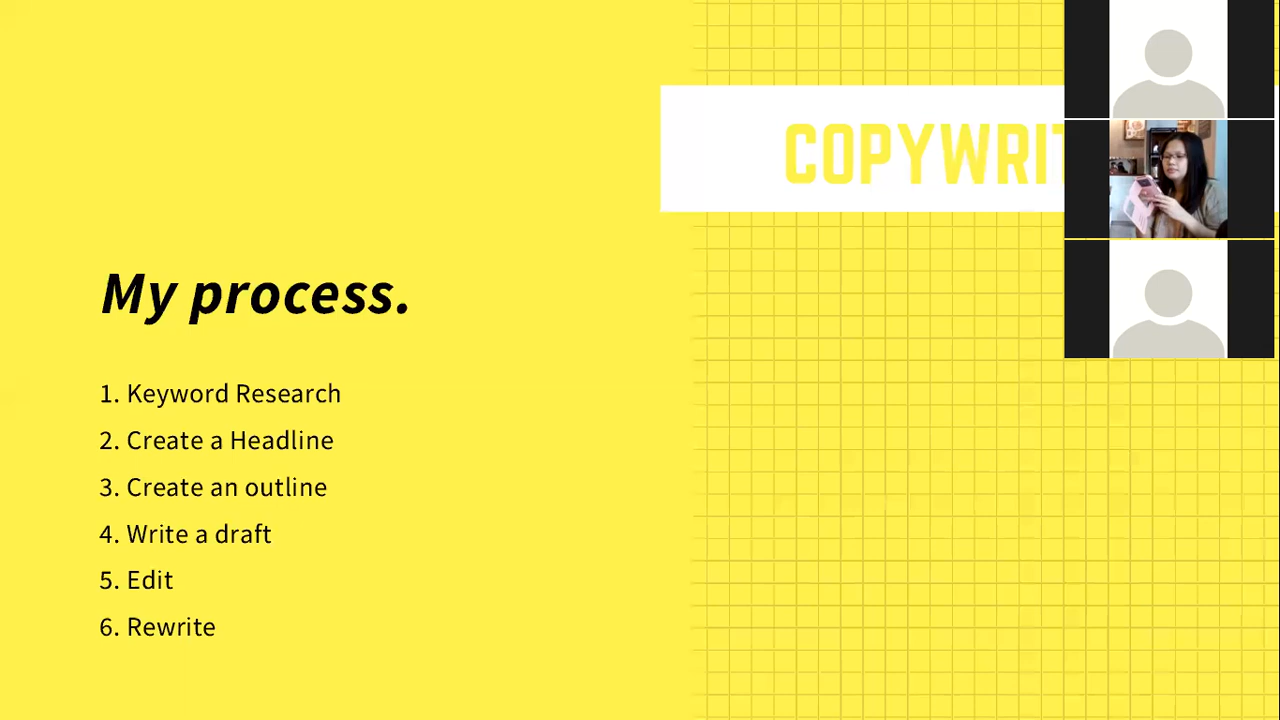 COPYWRIT
My process.
1. Keyword Research
2. Create a Headline
3. Create an outline
4. Write a draft
5. Edit
6. Rewrite